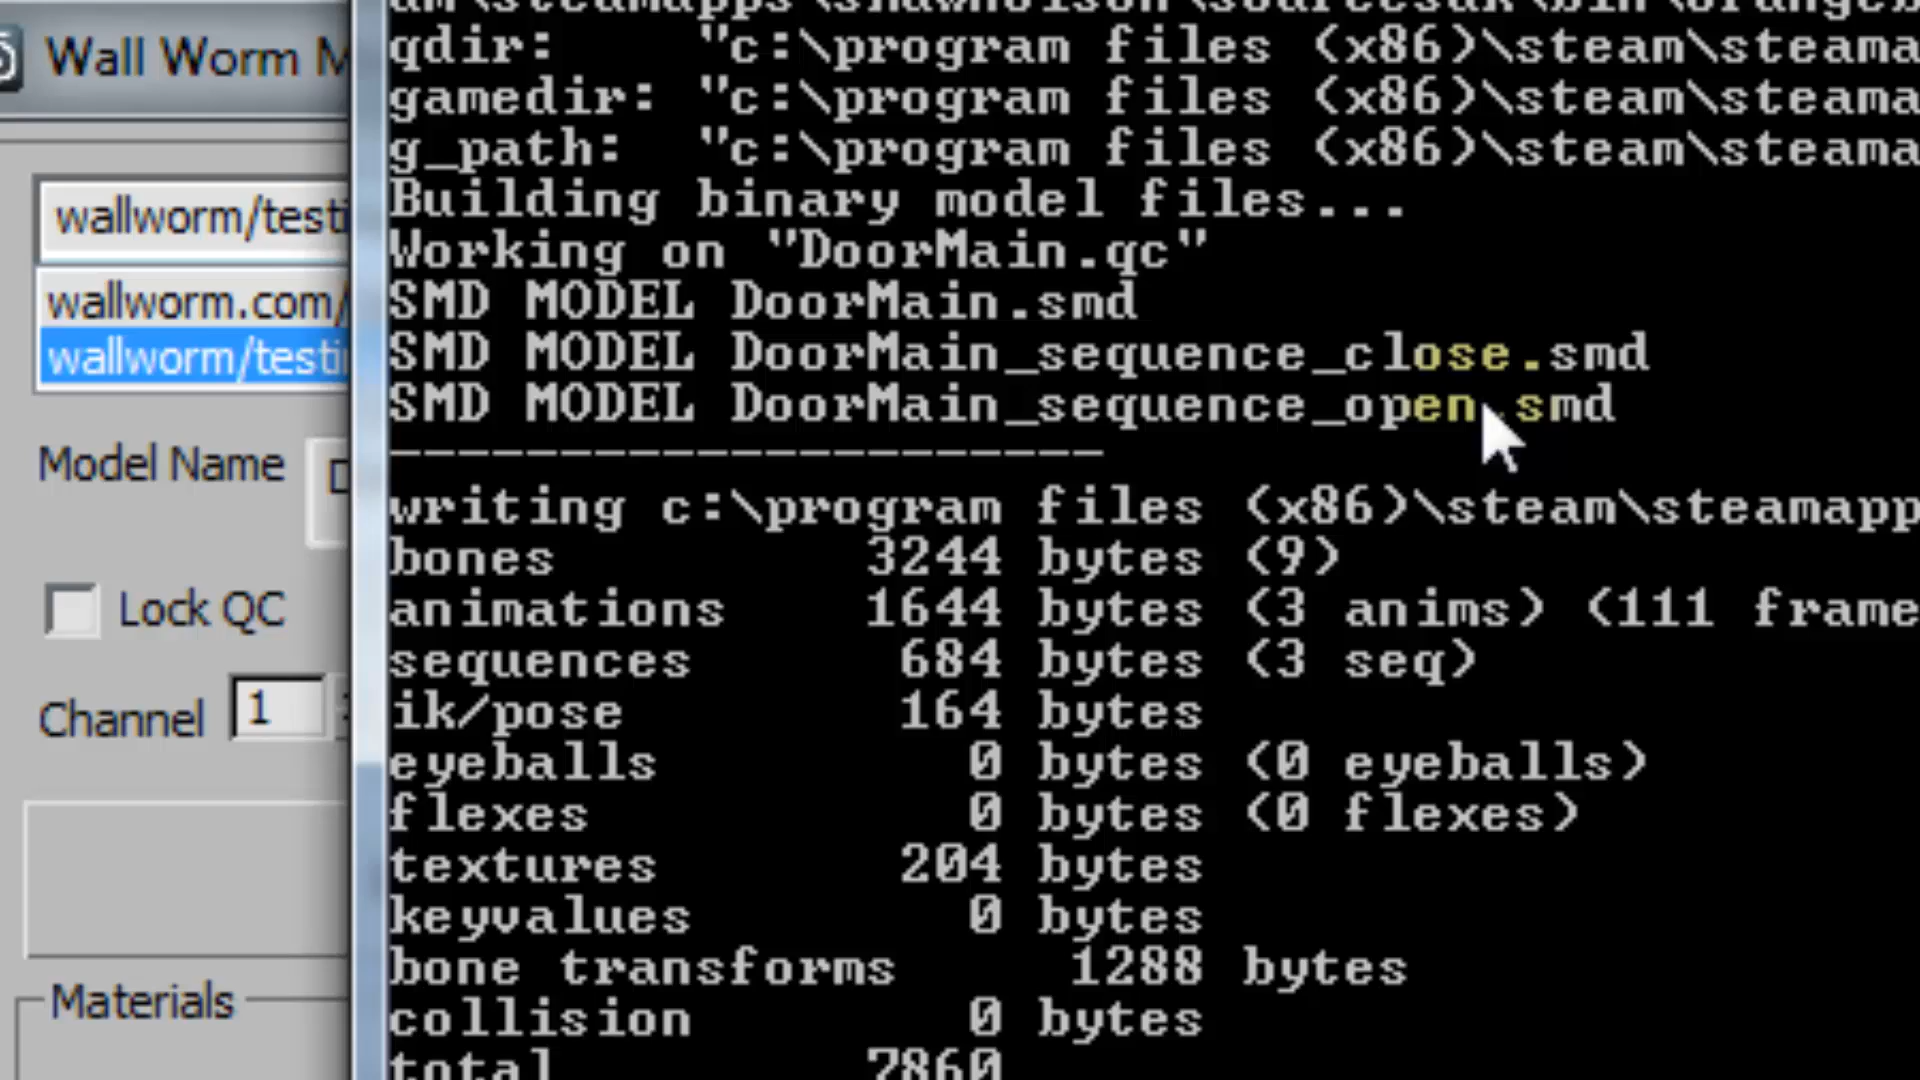 Wall Worm M
wallworm/testi
wallworm.com/
wallworm/testi
Model Name
Lock QC
Channel 1
Materials
qdir: "c:\program files (x86)\steam\steama
gamedir: "c:\program files (x86)\steam\steama
g_path: "c:\program files (x86)\steam\steama
Building binary model files...
Working on "DoorMain.qc"
SMD MODEL DoorMain.smd
SMD MODEL DoorMain_sequence_close.smd
SMD MODEL DoorMain_sequence_open.smd
---------------------
writing c:\program files (x86)\steam\steamapp
bones 3244 bytes (9)
animations 1644 bytes (3 anims) (111 frame
sequences 684 bytes (3 seq)
ik/pose 164 bytes
eyeballs 0 bytes (0 eyeballs)
flexes 0 bytes (0 flexes)
textures 204 bytes
keyvalues 0 bytes
bone transforms 1288 bytes
collision 0 bytes
total 7860